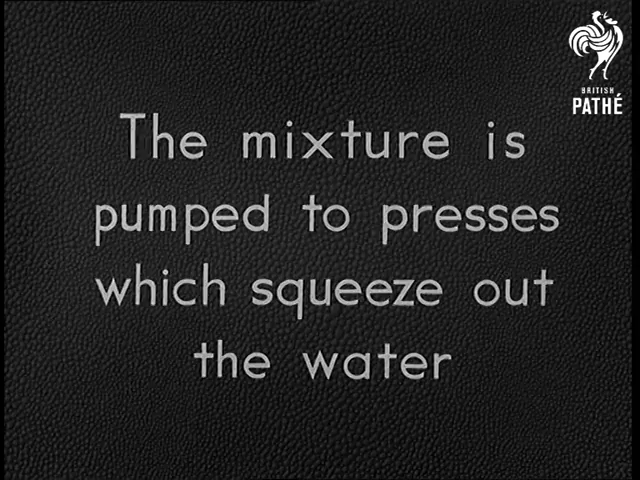 BRITISH
PATHÉ
The mixture is
pumped to presses
which squeeze out
the water